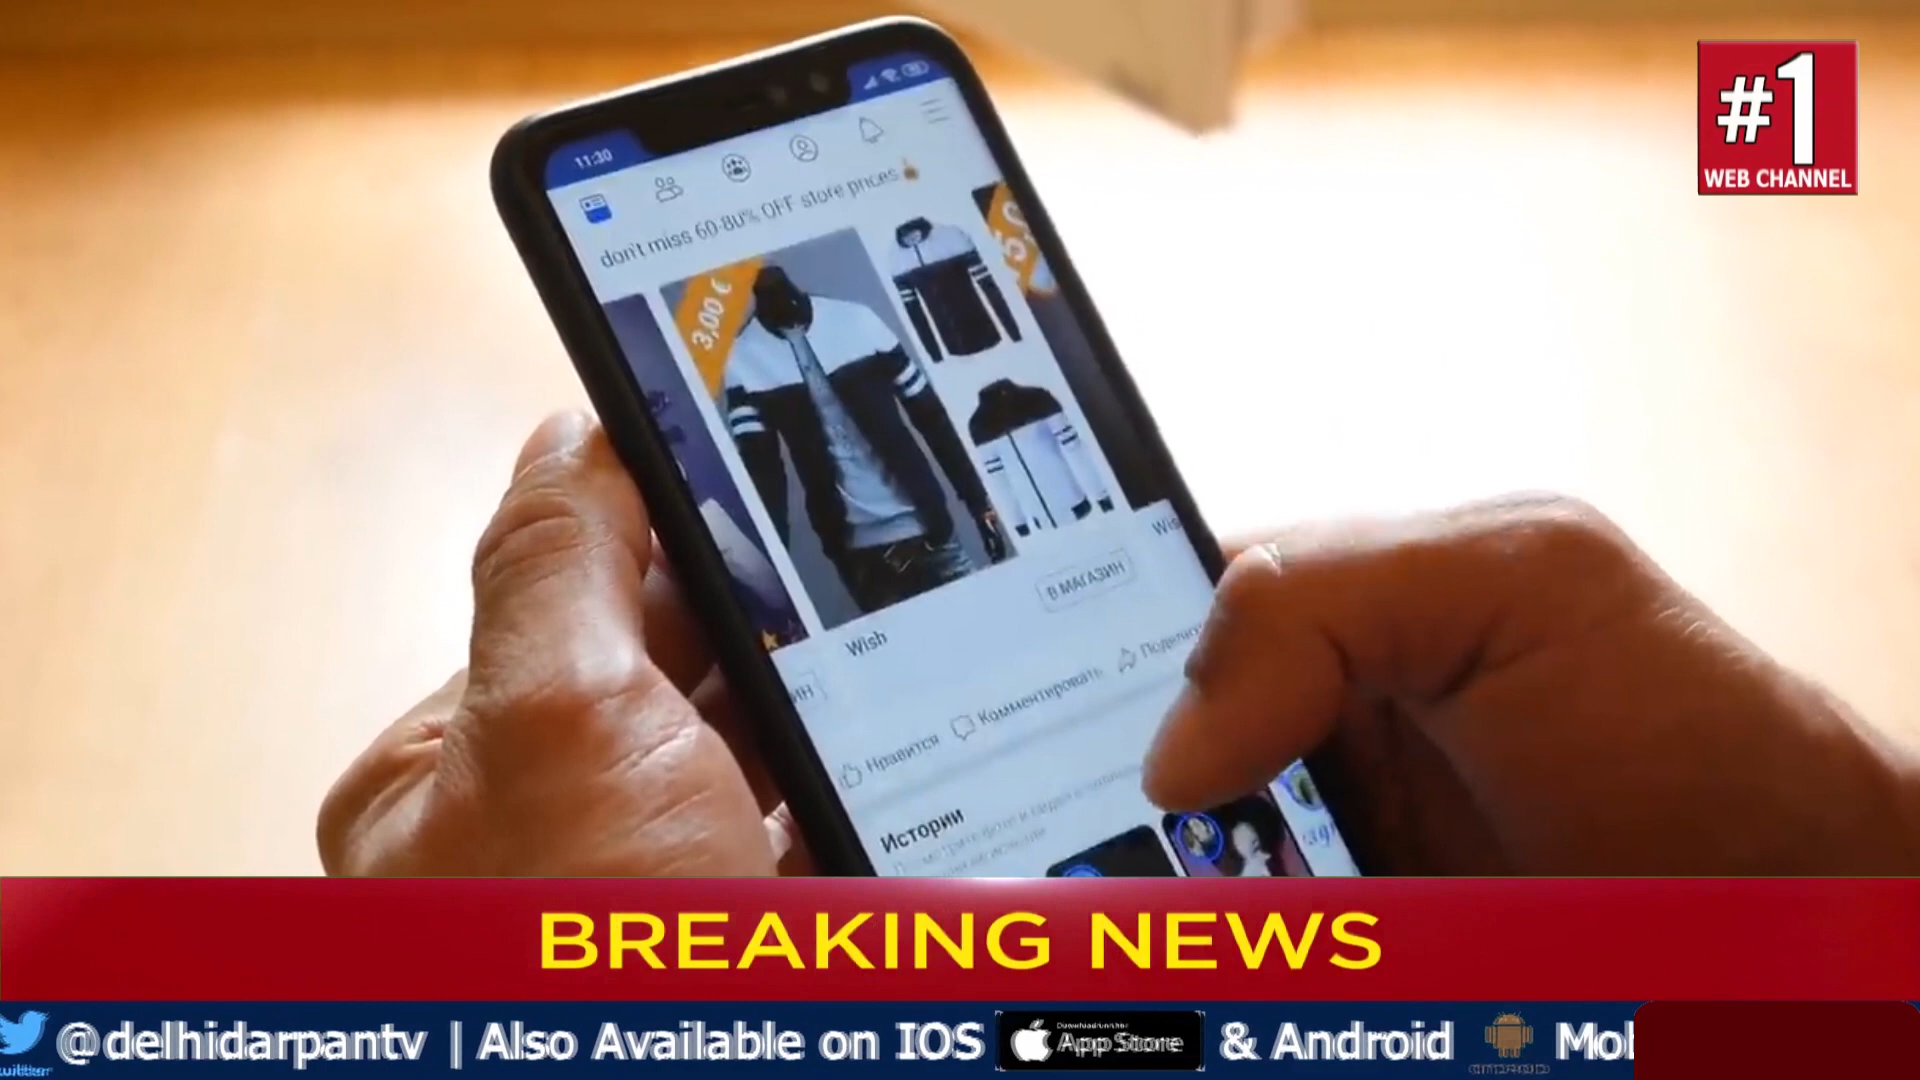 #1
WEB CHANNEL
11:30
don't miss 60-80% OFF store prices
3,00 €
Wish
В МАГАЗИН
Нравится
Комментировать
Истории
BREAKING NEWS
@delhidarpantv | Also Available on IOS
App Store
& Android